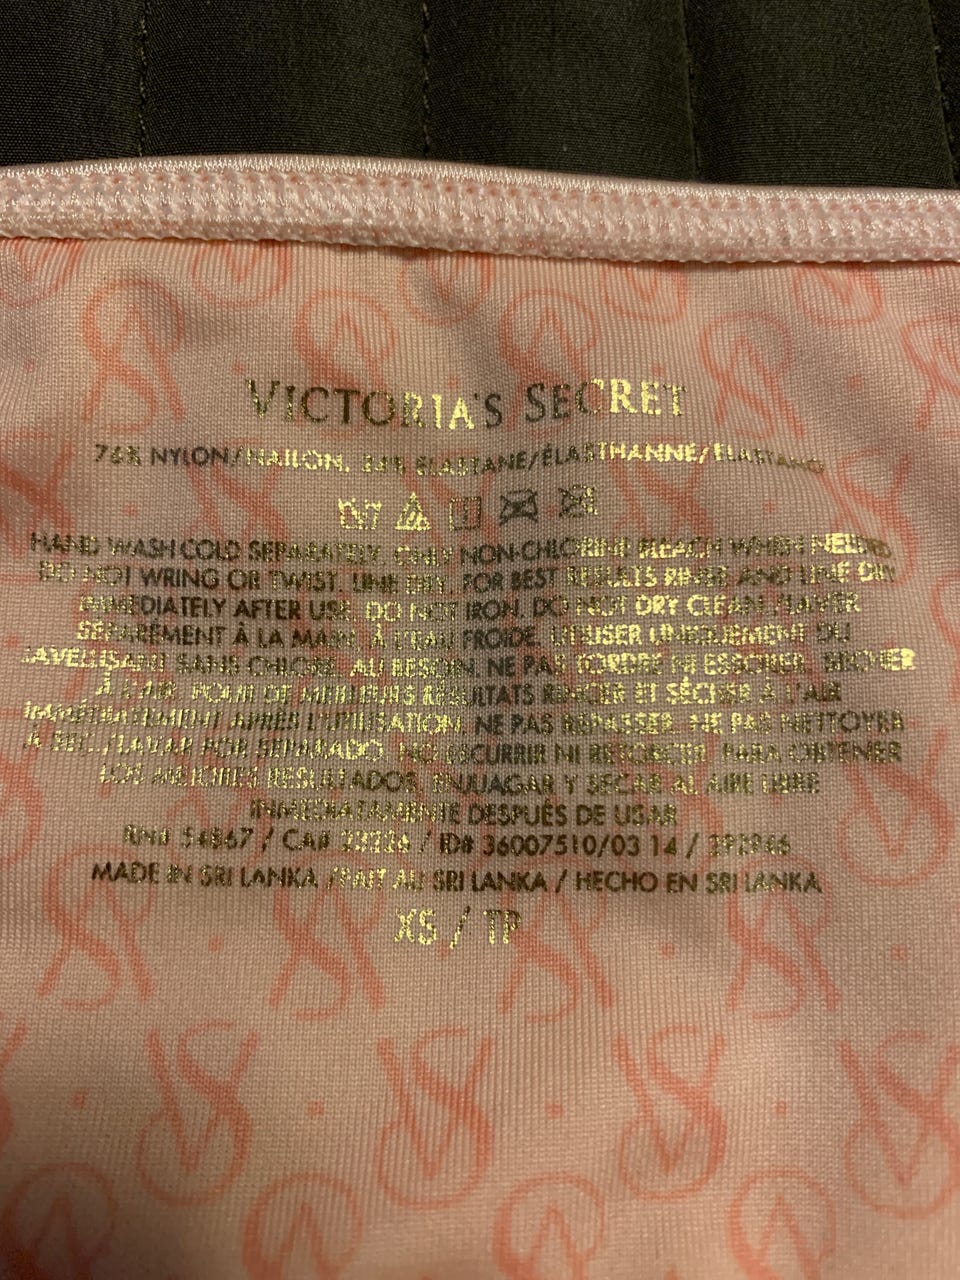 VICTORIA'S SECRET
76% NYLON/NAILON, 24% ELASTANE/ÉLASTHANNE/ELASTANO
HAND WASH COLD SEPARATELY. ONLY NON-CHLORINE BLEACH WHEN NEEDED
DO NOT WRING OR TWIST. LINE DRY. FOR BEST RESULTS RINSE AND LINE DRY
IMMEDIATELY AFTER USE. DO NOT IRON. DO NOT DRY CLEAN /LAVER
SÉPARÉMENT À LA MAIN, À L'EAU FROIDE. UTILISER UNIQUEMENT DU
JAVELLISANT SANS CHLORE, AU BESOIN. NE PAS TORDRE NI ESSORER. SÉCHER
À L'AIR. POUR DE MEILLEURS RÉSULTATS RINCER ET SÉCHER À L'AIR
IMMÉDIATEMENT APRÈS L'UTILISATION. NE PAS REPASSER. NE PAS NETTOYER
À SEC. /LAVAR POR SEPARADO. NO ESCURRIR NI RETORCER. PARA OBTENER
LOS MEJORES RESULTADOS, ENJUAGAR Y SECAR AL AIRE LIBRE
INMEDIATAMENTE DESPUÉS DE USAR
RN# 54867 / CA# 23226 / ID# 36007510/03 14 /
MADE IN SRI LANKA /FAIT AU SRI LANKA / HECHO EN SRI LANKA
XS / TP